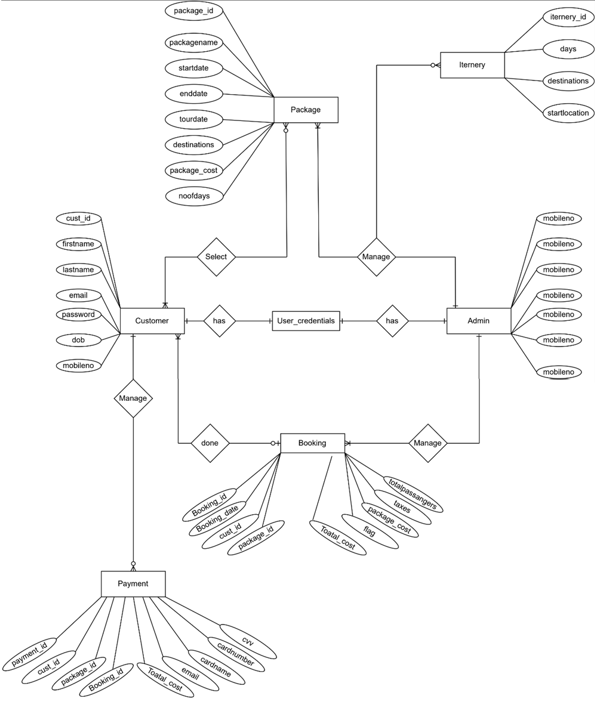 package_id
packagename
startdate
enddate
tourdate
destinations
package_cost
noofdays
Package
Iternery
iternery_id
days
destinations
startlocation
cust_id
firstname
lastname
email
password
dob
mobileno
Select
Manage
Customer
has
User_credentials
has
Admin
mobileno
mobileno
mobileno
mobileno
mobileno
mobileno
mobileno
Manage
done
Booking
Manage
Booking_id
Booking_date
cust_id
package_id
Toatal_cost
flag
package_cost
taxes
totalpassangers
Payment
payment_id
cust_id
package_id
Booking_id
Toatal_cost
email
cardname
cardnumber
cvv